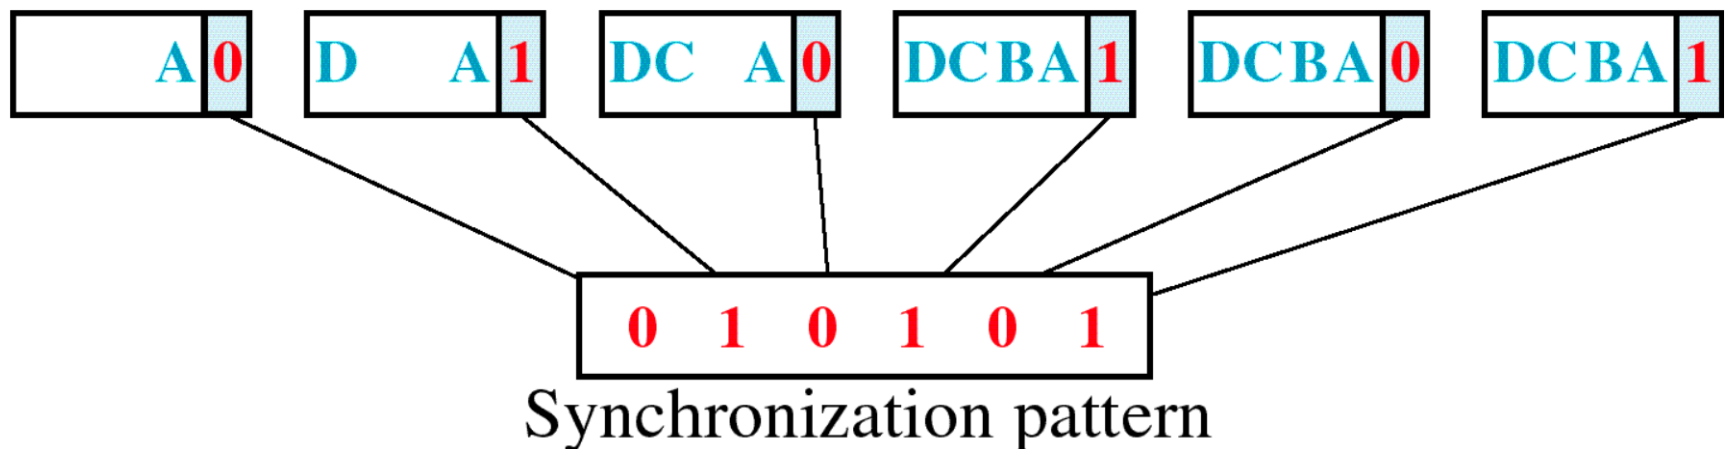 A 0 D A 1 DC A 0 DCBA 1 DCBA 0 DCBA 1
0 1 0 1 0 1
Synchronization pattern